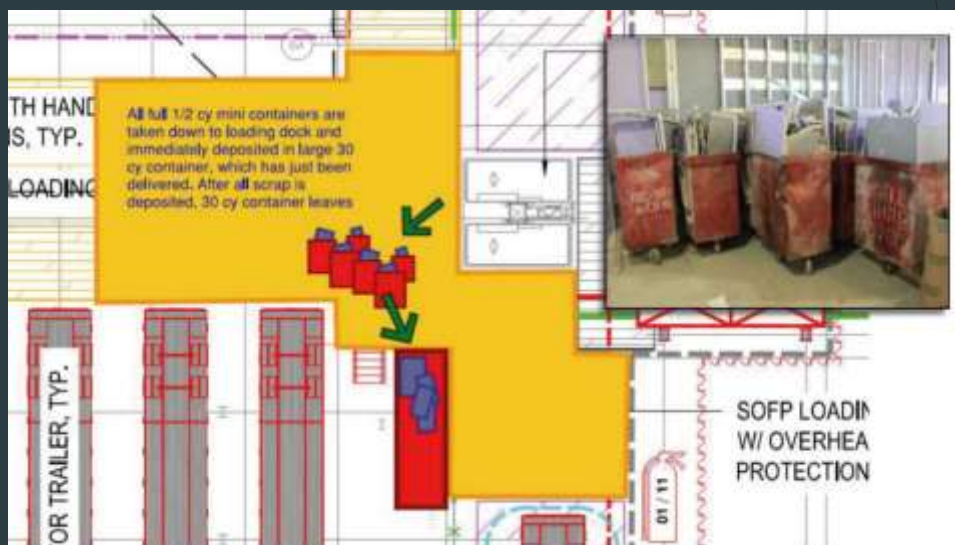 6A
TH HAND
IS, TYP.
LOADING
All full 1/2 cy mini containers are
taken down to loading dock and
immediately deposited in large 30
cy container, which has just been
delivered. After all scrap is
deposited, 30 cy container leaves
OR TRAILER, TYP.
SOFP LOADIN
W/ OVERHEA
PROTECTION
01 / 11